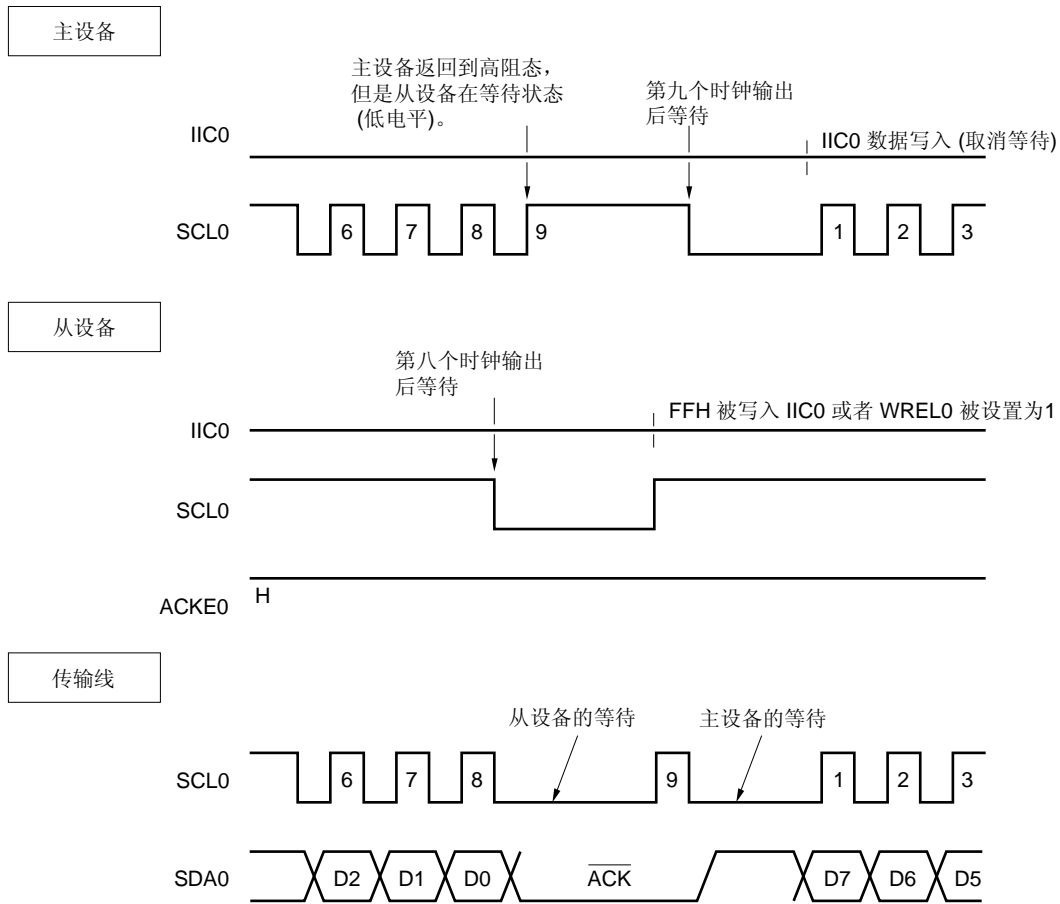 主设备
主设备返回到高阻态，
但是从设备在等待状态
(低电平)。
第九个时钟输出
后等待
IIC0
IIC0 数据写入 (取消等待)
SCL0
6 7 8 9 1 2 3
从设备
第八个时钟输出
后等待
FFH 被写入 IIC0 或者 WREL0 被设置为1
IIC0
SCL0
H
ACKE0
传输线
从设备的等待
主设备的等待
SCL0
6 7 8 9 1 2 3
SDA0
D2 D1 D0 ACK D7 D6 D5